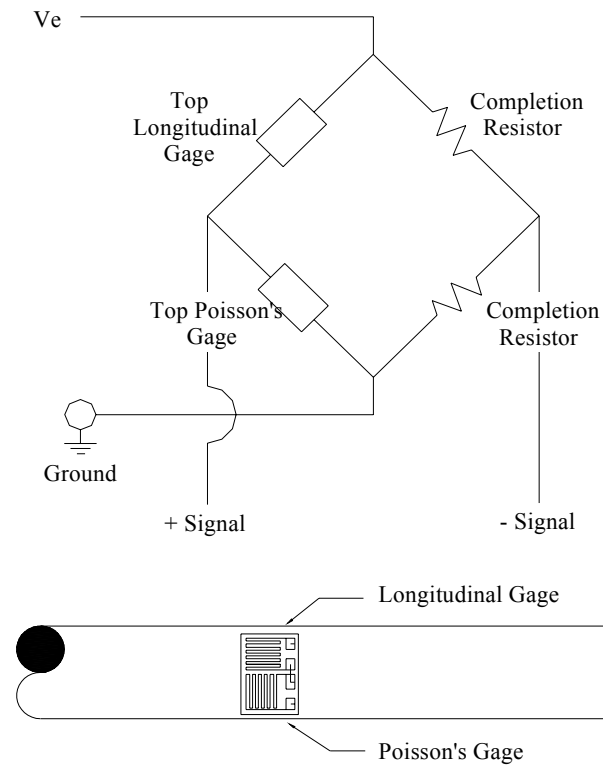 Ve
Top
Longitudinal
Gage
Completion
Resistor
Top Poisson's
Gage
Completion
Resistor
Ground
+ Signal
- Signal
Longitudinal Gage
Poisson's Gage